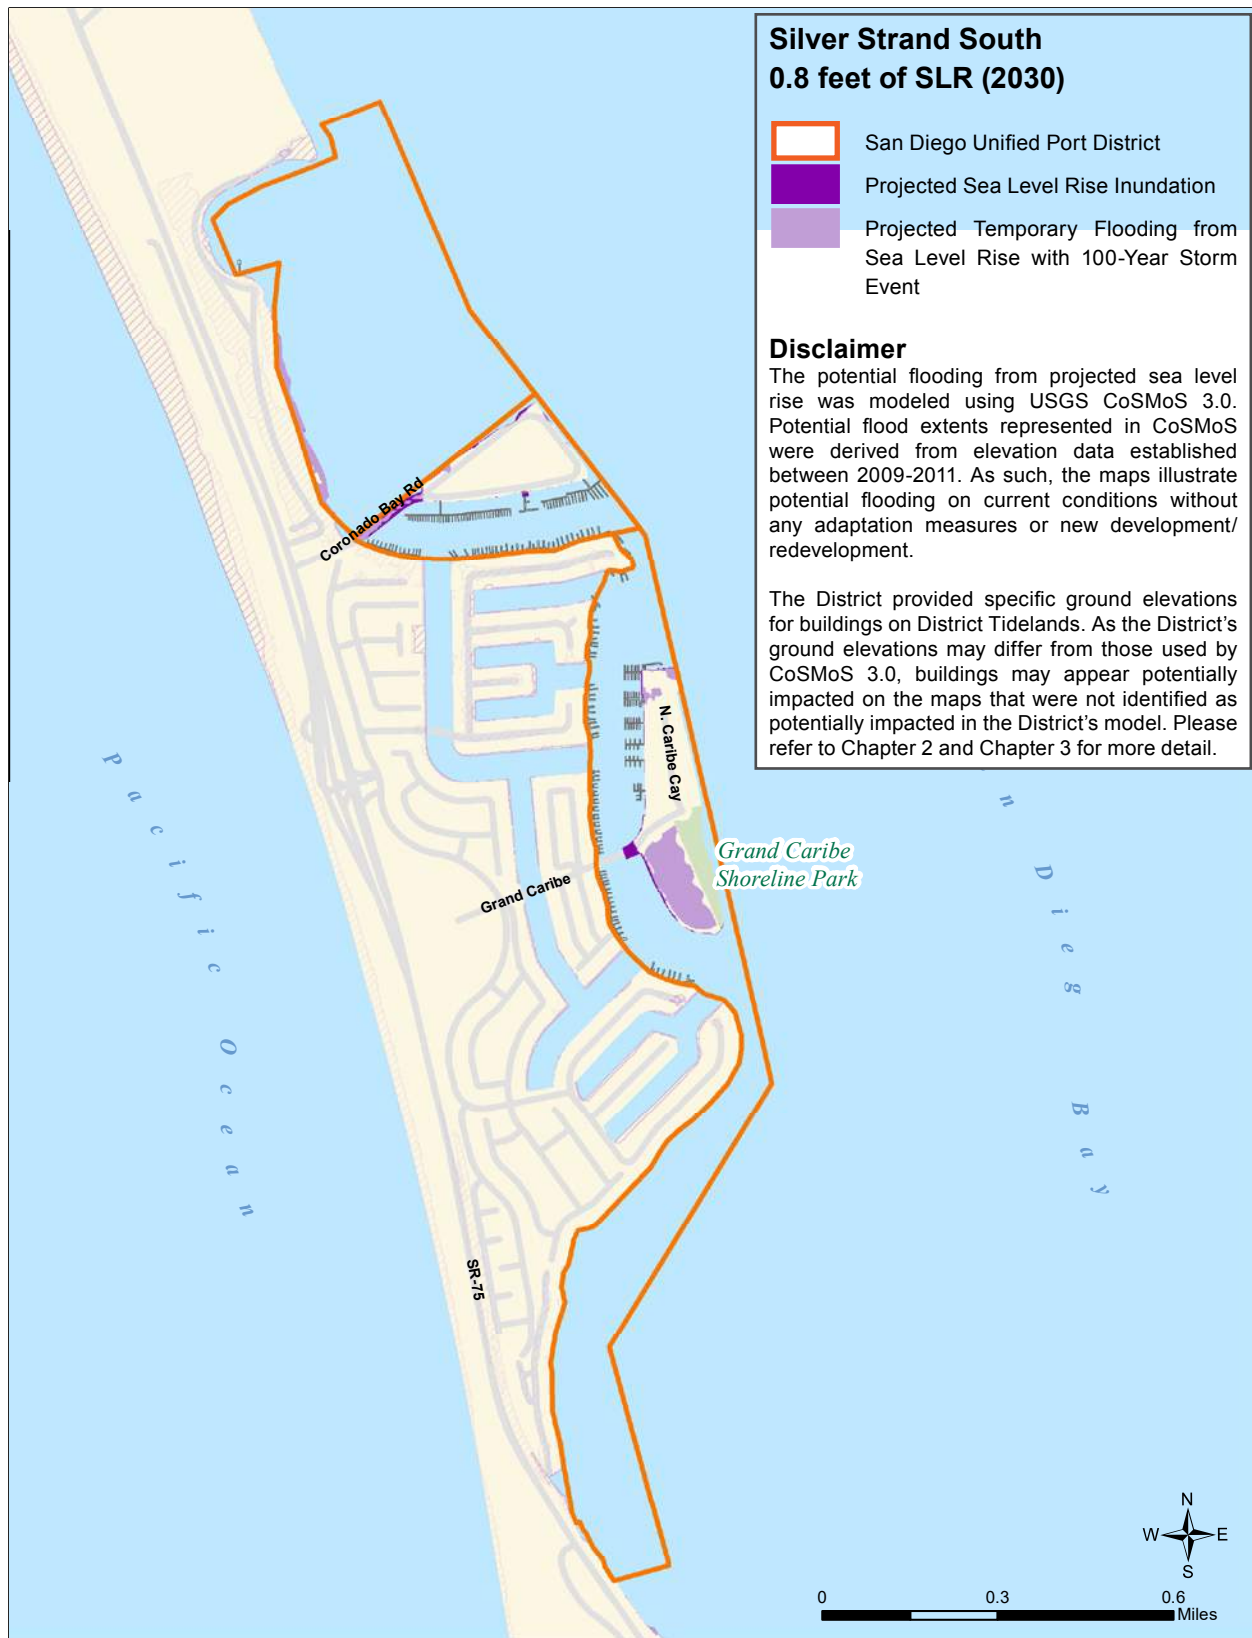 Silver Strand South
0.8 feet of SLR (2030)
San Diego Unified Port District
Projected Sea Level Rise Inundation
Projected Temporary Flooding from
Sea Level Rise with 100-Year Storm
Event
Disclaimer
The potential flooding from projected sea level
rise was modeled using USGS CoSMoS 3.0.
Potential flood extents represented in CoSMoS
were derived from elevation data established
between 2009-2011. As such, the maps illustrate
potential flooding on current conditions without
any adaptation measures or new development/
redevelopment.
The District provided specific ground elevations
for buildings on District Tidelands. As the District's
ground elevations may differ from those used by
CoSMoS 3.0, buildings may appear potentially
impacted on the maps that were not identified as
potentially impacted in the District's model. Please
refer to Chapter 2 and Chapter 3 for more detail.
Coronado Bay Rd
N. Caribe Cay
Grand Caribe
Shoreline Park
Grand Caribe
SR-75
Pacific Ocean
n Dieg Bay
N
W E
S
0 0.3 0.6
Miles